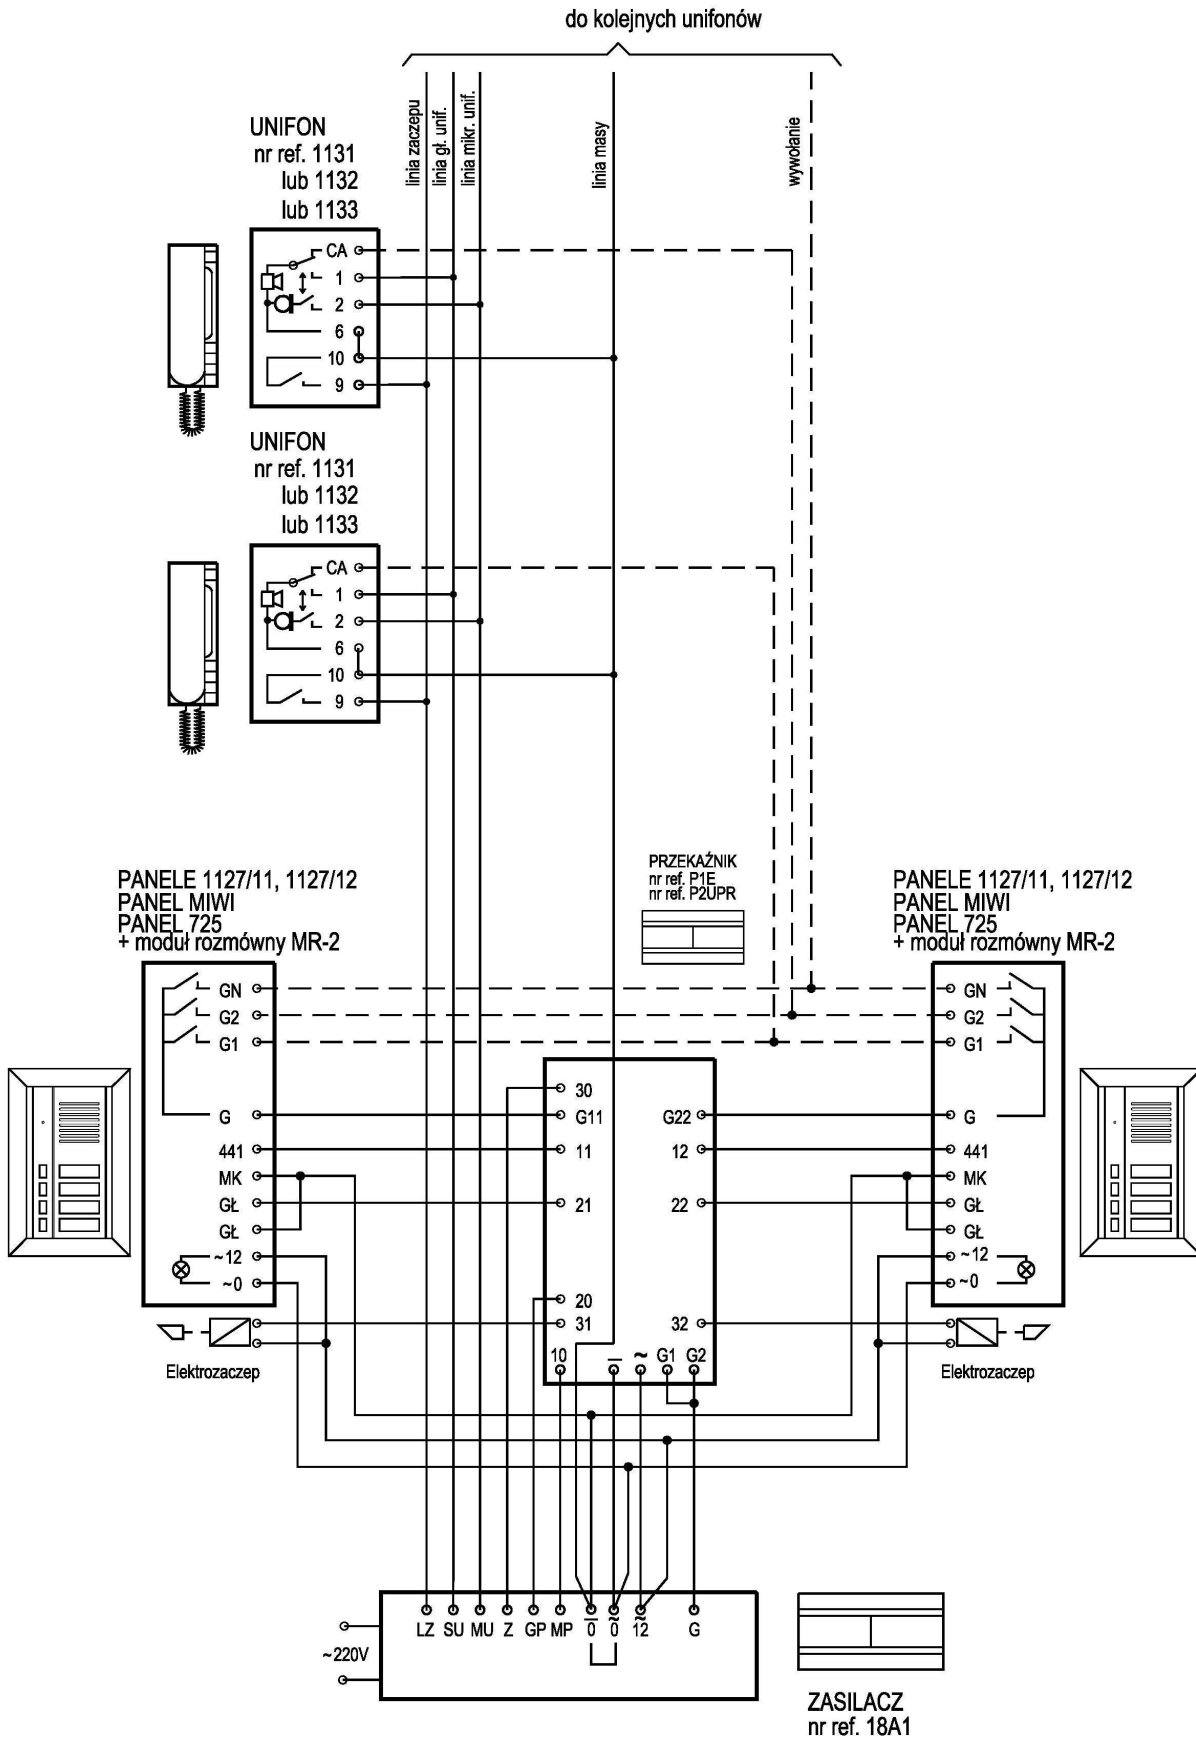 do kolejnych unifonów
linia zaczepu
linia gł. unif.
linia mikr. unif.
linia masy
wywołanie
UNIFON
nr ref. 1131
lub 1132
lub 1133
CA
1
2
6
10
9
UNIFON
nr ref. 1131
lub 1132
lub 1133
CA
1
2
6
10
9
PRZEKAŹNIK
nr ref. P1E
nr ref. P2UPR
PANELE 1127/11, 1127/12
PANEL MIWI
PANEL 725
+ moduł rozmówny MR-2
GN
G2
G1
G
441
MK
GŁ
GŁ
~12
~0
Elektrozaczep
PANELE 1127/11, 1127/12
PANEL MIWI
PANEL 725
+ moduł rozmówny MR-2
GN
G2
G1
G
441
MK
GŁ
GŁ
~12
~0
Elektrozaczep
30
G11 G22
11 12
21 22
20
31 32
10 — ~ G1 G2
LZ SU MU Z GP MP 0 0 12 G
~220V
ZASILACZ
nr ref. 18A1